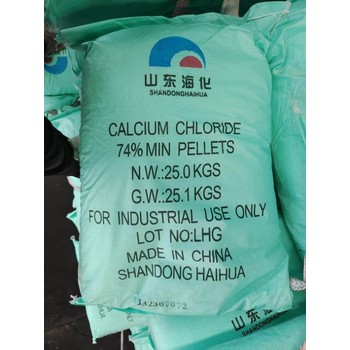 山东海化
SHANDONGHAIHUA
CALCIUM CHLORIDE
74% MIN PELLETS
N.W.:25.0 KGS
G.W.:25.1 KGS
FOR INDUSTRIAL USE ONLY
LOT NO:LHG
MADE IN CHINA
SHANDONG HAIHUA
山东海
SHANDONGHAI